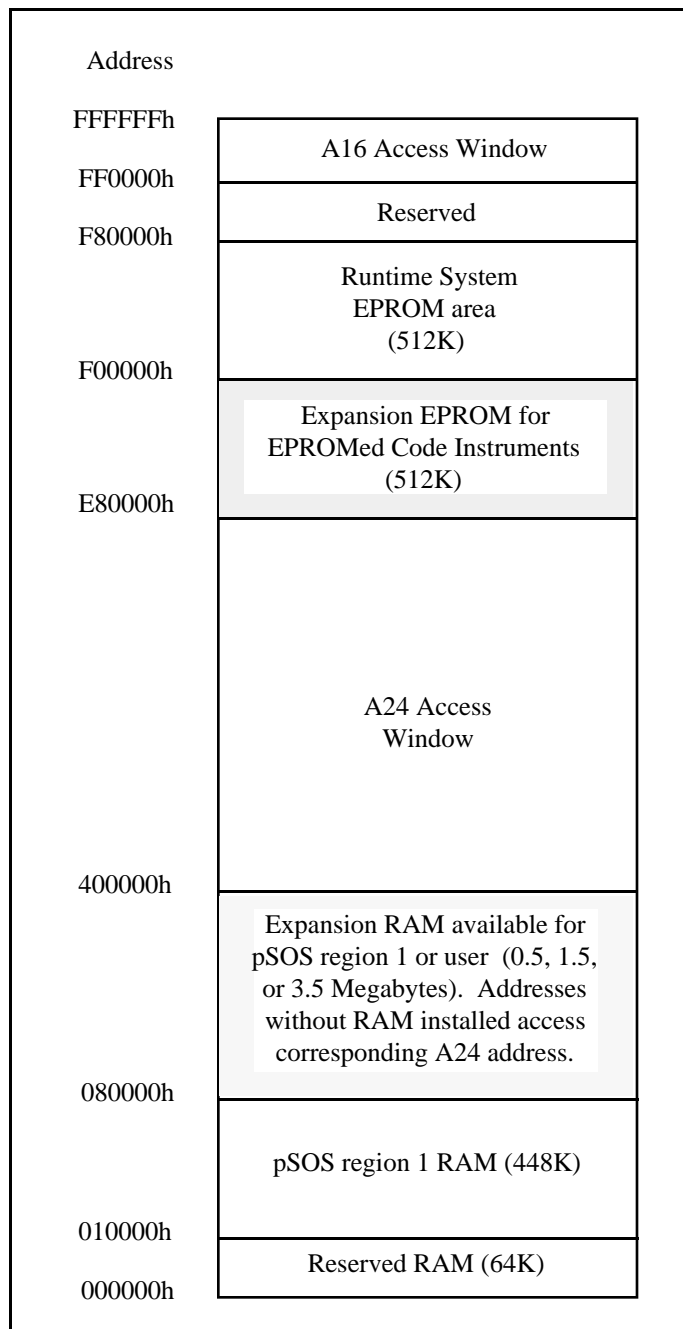 Address
FFFFFFh
A16 Access Window
FF0000h
Reserved
F80000h
Runtime System
EPROM area
(512K)
F00000h
Expansion EPROM for
EPROMed Code Instruments
(512K)
E80000h
A24 Access
Window
400000h
Expansion RAM available for
pSOS region 1 or user (0.5, 1.5,
or 3.5 Megabytes). Addresses
without RAM installed access
corresponding A24 address.
080000h
pSOS region 1 RAM (448K)
010000h
Reserved RAM (64K)
000000h